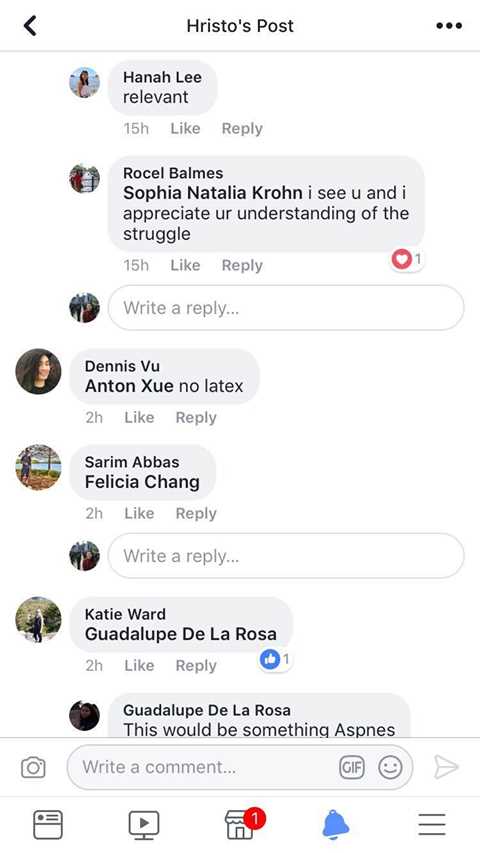 Hristo's Post
Hanah Lee
relevant
15h Like Reply
Rocel Balmes
Sophia Natalia Krohn i see u and i
appreciate ur understanding of the
struggle
15h Like Reply
1
Write a reply...
Dennis Vu
Anton Xue no latex
2h Like Reply
Sarim Abbas
Felicia Chang
2h Like Reply
Write a reply...
Katie Ward
Guadalupe De La Rosa
2h Like Reply
1
Guadalupe De La Rosa
This would be something Aspnes
Write a comment...
GIF
1